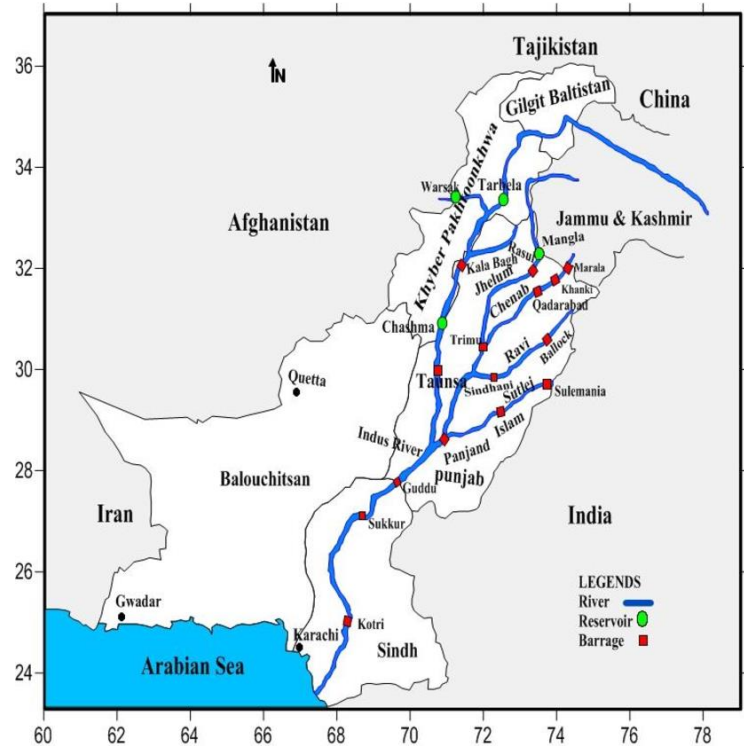 36
34
32
30
28
26
24
60
62
64
66
68
70
72
74
76
78
N
Tajikistan
Gilgit Baltistan
China
Khyber Pakhtoonkhwa
Warsak
Tarbela
Afghanistan
Jammu & Kashmir
Mangla
Rasul
Kala Bagh
Marala
Jhelum
Khanki
Chenab
Qadarabad
Chashma
Trimu
Ravi
Ballock
Taunsa
Sindhani
Quetta
Sutlej
Sulemania
Islam
Indus River
Panjand
punjab
Balouchitsan
Guddu
Iran
Sukkur
India
Gwadar
Karachi
Kotri
Sindh
Arabian Sea
LEGENDS
River
Reservoir
Barrage